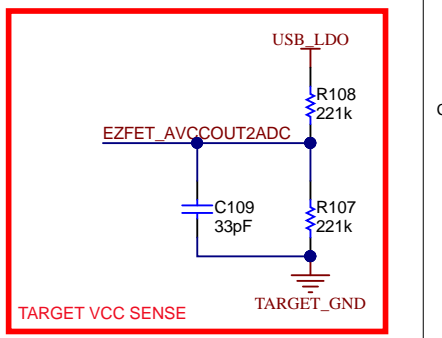 USB_LDO
R108
221k
EZFET_AVCCOUT2ADC
C109
33pF
R107
221k
TARGET_GND
TARGET VCC SENSE